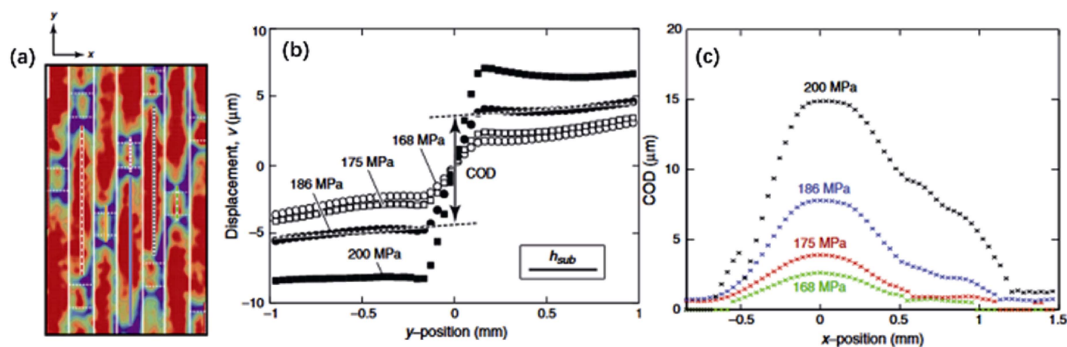 y
x
(a)
(b)
10
5
0
−5
−10
Displacement, v (μm)
168 MPa
175 MPa
186 MPa
200 MPa
COD
h_sub
−1
−0.5
0
0.5
1
y–position (mm)
(c)
20
15
10
5
0
COD (μm)
200 MPa
186 MPa
175 MPa
168 MPa
−0.5
0
0.5
1.0
1.5
x–position (mm)